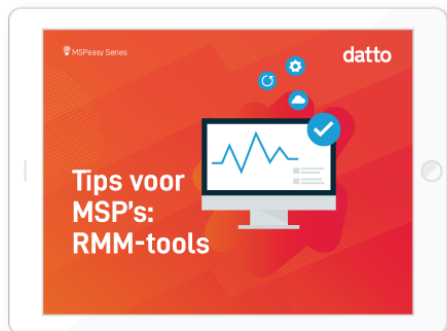 MSPeasy Series
datto
Tips voor
MSP's:
RMM-tools